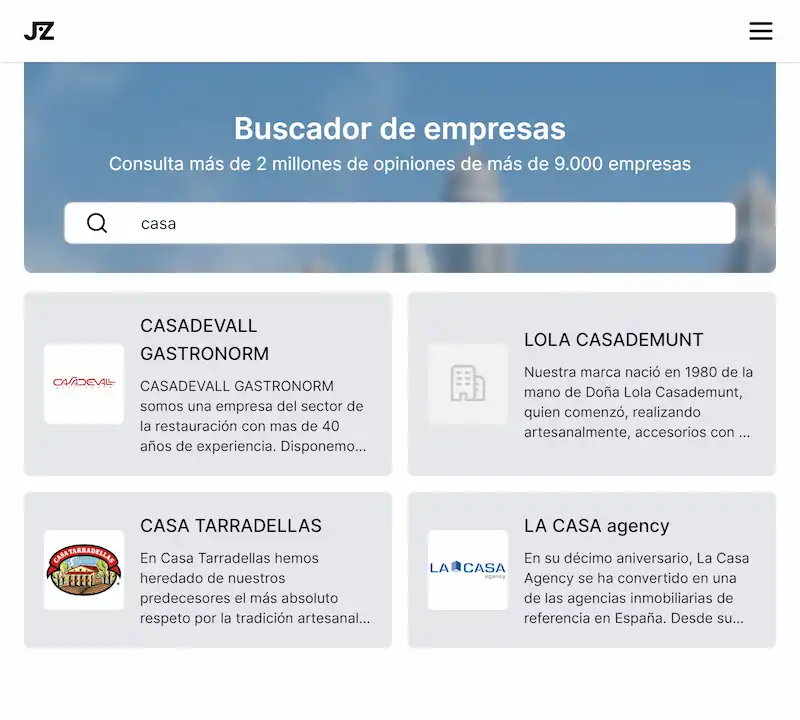 JZ
Buscador de empresas
Consulta más de 2 millones de opiniones de más de 9.000 empresas
casa
CASADEVALL
GASTRONORM
CASADEVALL
CASADEVALL GASTRONORM
somos una empresa del sector de
la restauración con mas de 40
años de experiencia. Disponemo...
LOLA CASADEMUNT
Nuestra marca nació en 1980 de la
mano de Doña Lola Casademunt,
quien comenzó, realizando
artesanalmente, accesorios con ...
CASA TARRADELLAS
CASA TARRADELLAS
En Casa Tarradellas hemos
heredado de nuestros
predecesores el más absoluto
respeto por la tradición artesanal...
LA CASA agency
LA CASA
agency
En su décimo aniversario, La Casa
Agency se ha convertido en una
de las agencias inmobiliarias de
referencia en España. Desde su...